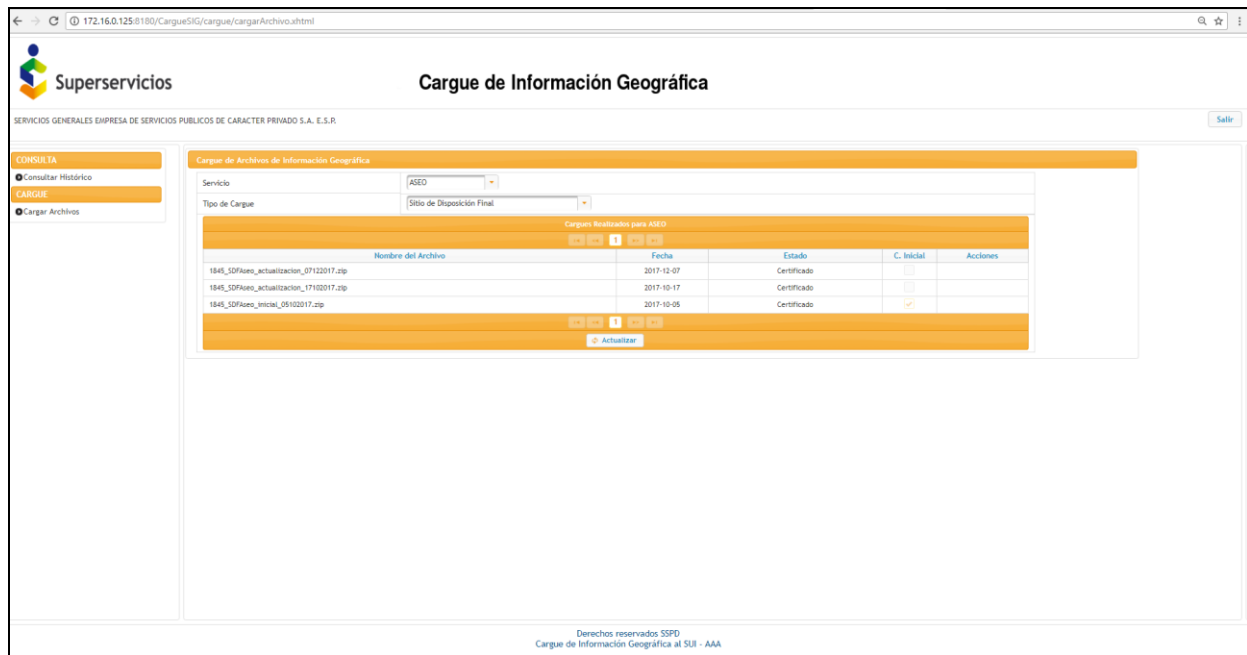 172.16.0.125:8180/CargueSIG/cargue/cargarArchivo.xhtml
Superservicios
Cargue de Información Geográfica
SERVICIOS GENERALES EMPRESA DE SERVICIOS PUBLICOS DE CARACTER PRIVADO S.A. E.S.P.
Salir
CONSULTA
Consultar Histórico
CARGUE
Cargar Archivos
Cargue de Archivos de Información Geográfica
Servicio ASEO
Tipo de Cargue Sitio de Disposición Final
Cargues Realizados para ASEO
1
Nombre del Archivo Fecha Estado C. Inicial Acciones
1845_SDFAseo_actualizacion_07122017.zip 2017-12-07 Certificado
1845_SDFAseo_actualizacion_17102017.zip 2017-10-17 Certificado
1845_SDFAseo_inicial_05102017.zip 2017-10-05 Certificado
1
Actualizar
Derechos reservados SSPD
Cargue de Información Geográfica al SUI - AAA